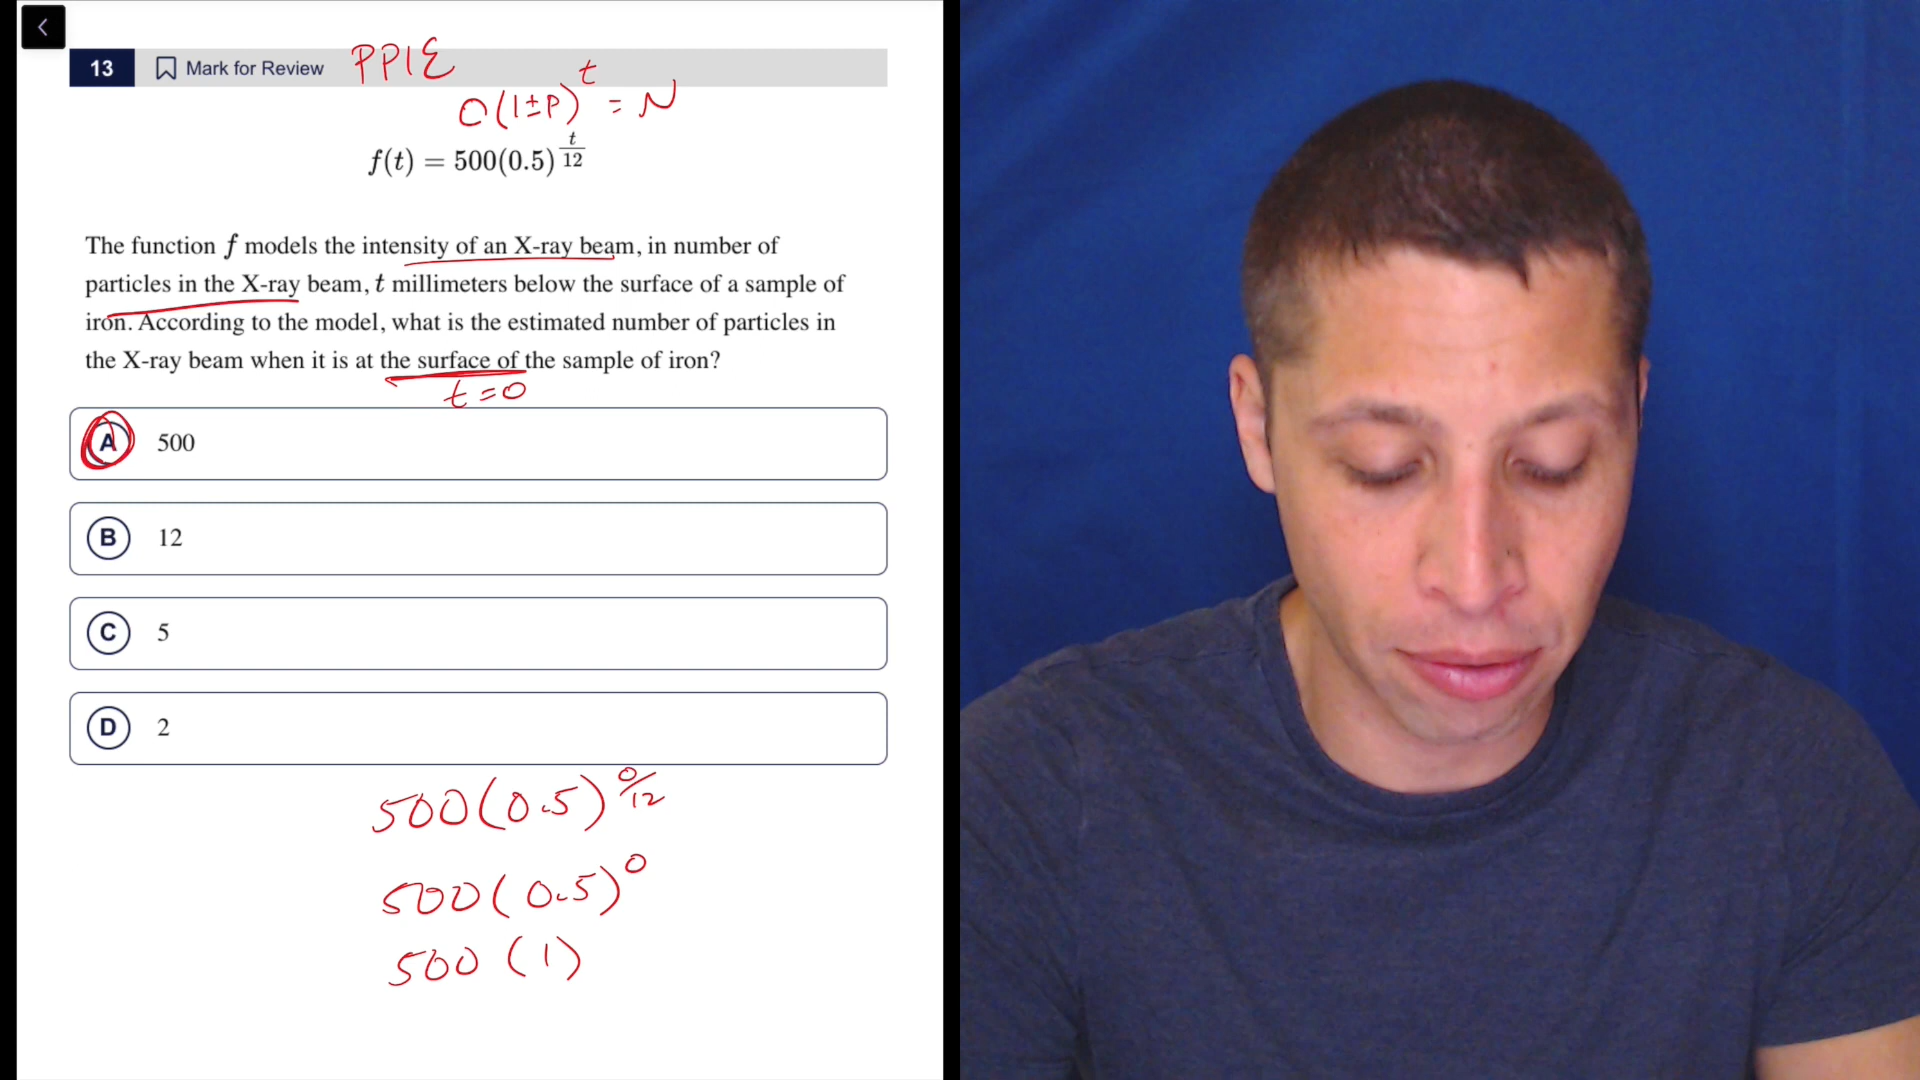 13 Mark for Review PPIE
O(1±P)^t = N
f(t) = 500(0.5)^(t/12)
The function f models the intensity of an X-ray beam, in number of
particles in the X-ray beam, t millimeters below the surface of a sample of
iron. According to the model, what is the estimated number of particles in
the X-ray beam when it is at the surface of the sample of iron?
t=0
A 500
B 12
C 5
D 2
500(0.5)^0/12
500(0.5)^0
500 (1)